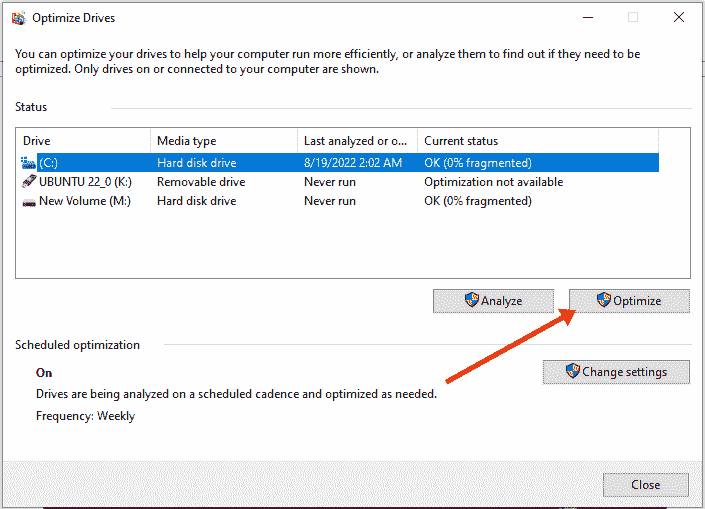 Optimize Drives
You can optimize your drives to help your computer run more efficiently, or analyze them to find out if they need to be
optimized. Only drives on or connected to your computer are shown.
Status
Drive Media type Last analyzed or o... Current status
(C:) Hard disk drive 8/19/2022 2:02 AM OK (0% fragmented)
UBUNTU 22_0 (K:) Removable drive Never run Optimization not available
New Volume (M:) Hard disk drive Never run OK (0% fragmented)
Analyze Optimize
Scheduled optimization
On Change settings
Drives are being analyzed on a scheduled cadence and optimized as needed.
Frequency: Weekly
Close